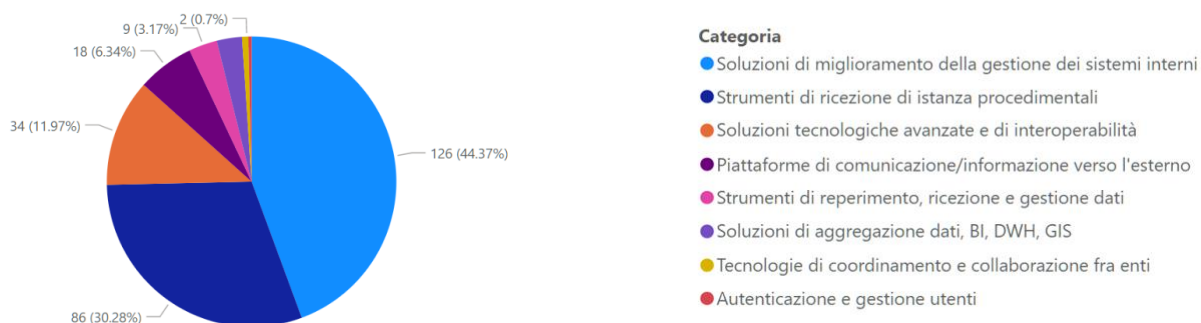 2 (0.7%)
9 (3.17%)
18 (6.34%)
34 (11.97%)
126 (44.37%)
86 (30.28%)
Categoria
Soluzioni di miglioramento della gestione dei sistemi interni
Strumenti di ricezione di istanza procedimentali
Soluzioni tecnologiche avanzate e di interoperabilità
Piattaforme di comunicazione/informazione verso l'esterno
Strumenti di reperimento, ricezione e gestione dati
Soluzioni di aggregazione dati, BI, DWH, GIS
Tecnologie di coordinamento e collaborazione fra enti
Autenticazione e gestione utenti